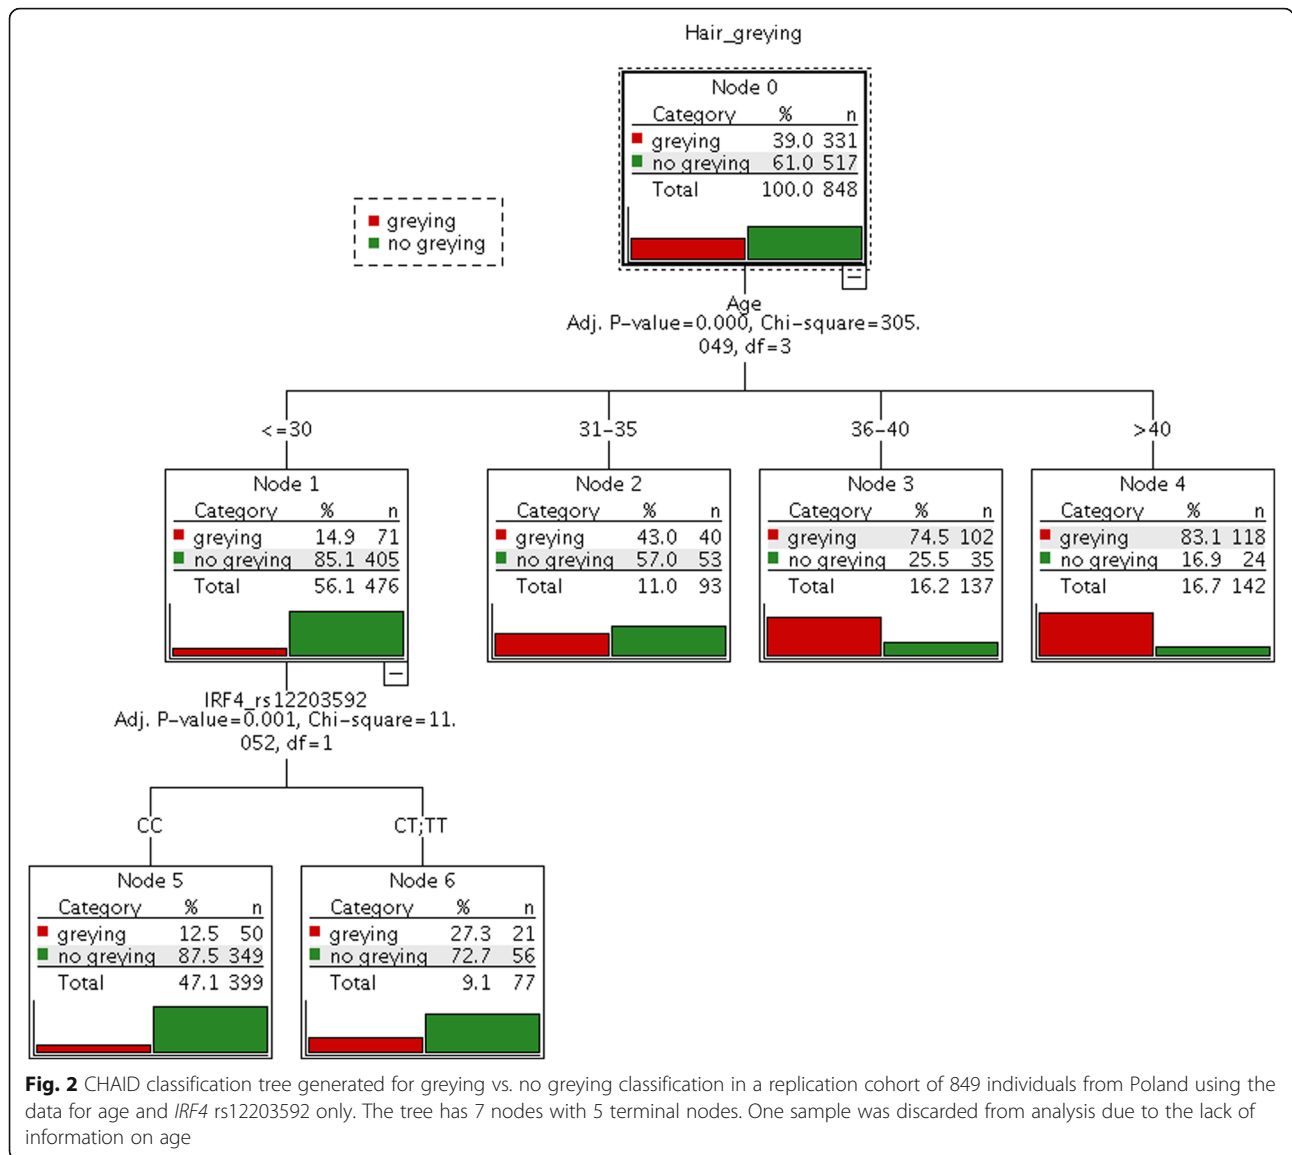 Hair_greying
Node 0
Category % n
greying 39.0 331
no greying 61.0 517
Total 100.0 848
greying
no greying
Age
Adj. P-value=0.000, Chi-square=305.
049, df=3
<=30
31-35
36-40
>40
Node 1
Category % n
greying 14.9 71
no greying 85.1 405
Total 56.1 476
Node 2
Category % n
greying 43.0 40
no greying 57.0 53
Total 11.0 93
Node 3
Category % n
greying 74.5 102
no greying 25.5 35
Total 16.2 137
Node 4
Category % n
greying 83.1 118
no greying 16.9 24
Total 16.7 142
IRF4_rs12203592
Adj. P-value=0.001, Chi-square=11.
052, df=1
CC
CT;TT
Node 5
Category % n
greying 12.5 50
no greying 87.5 349
Total 47.1 399
Node 6
Category % n
greying 27.3 21
no greying 72.7 56
Total 9.1 77
Fig. 2 CHAID classification tree generated for greying vs. no greying classification in a replication cohort of 849 individuals from Poland using the
data for age and IRF4 rs12203592 only. The tree has 7 nodes with 5 terminal nodes. One sample was discarded from analysis due to the lack of
information on age